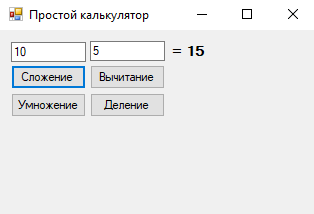 Простой калькулятор
10 5 = 15
Сложение Вычитание
Умножение Деление